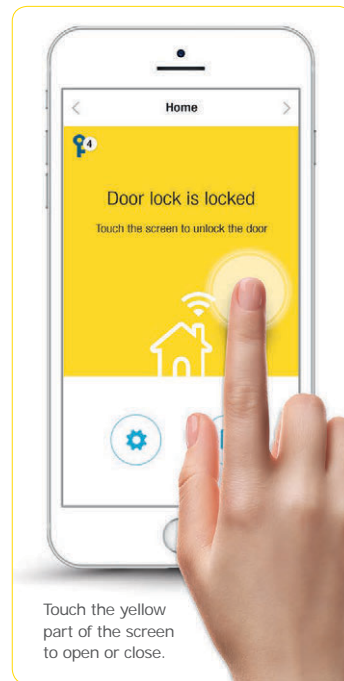 Home
4
Door lock is locked
Touch the screen to unlock the door
Touch the yellow
part of the screen
to open or close.